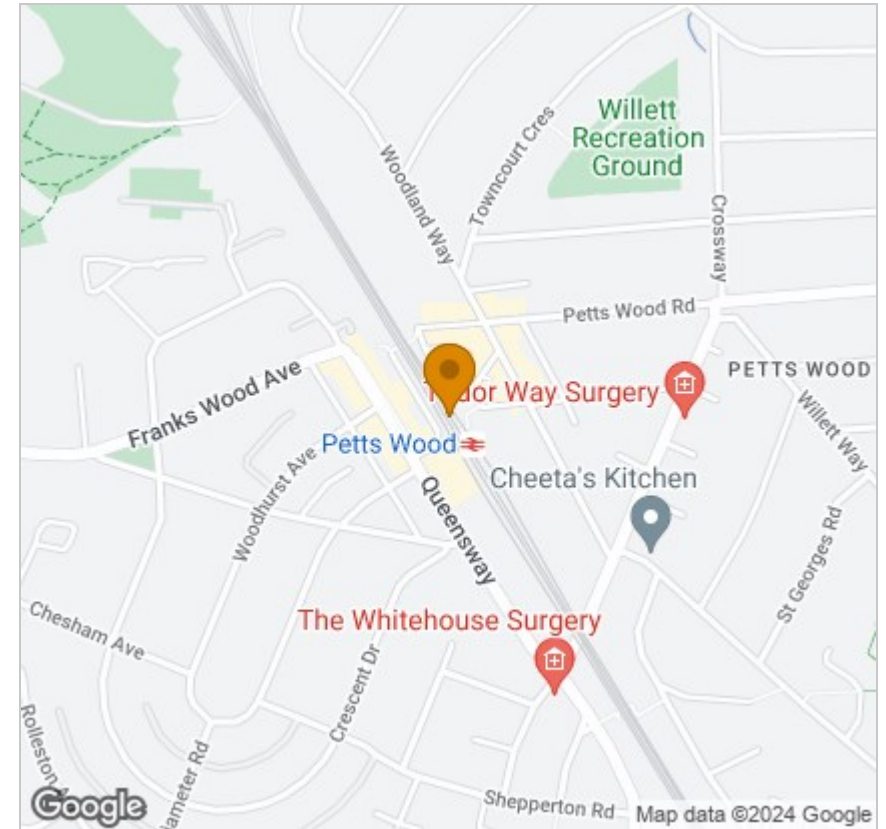 Willett
Recreation
Ground
Towncourt Cres
Woodland Way
Crossway
Petts Wood Rd
PETTS WOOD
Franks Wood Ave
Way Surgery
Petts Wood
Willett Way
Cheeta's Kitchen
Woodhurst Ave
Queensway
St Georges Rd
The Whitehouse Surgery
Chesham Ave
Crescent Dr
Rolleston
ameter Rd
Shepperton Rd
Google
Map data ©2024 Google